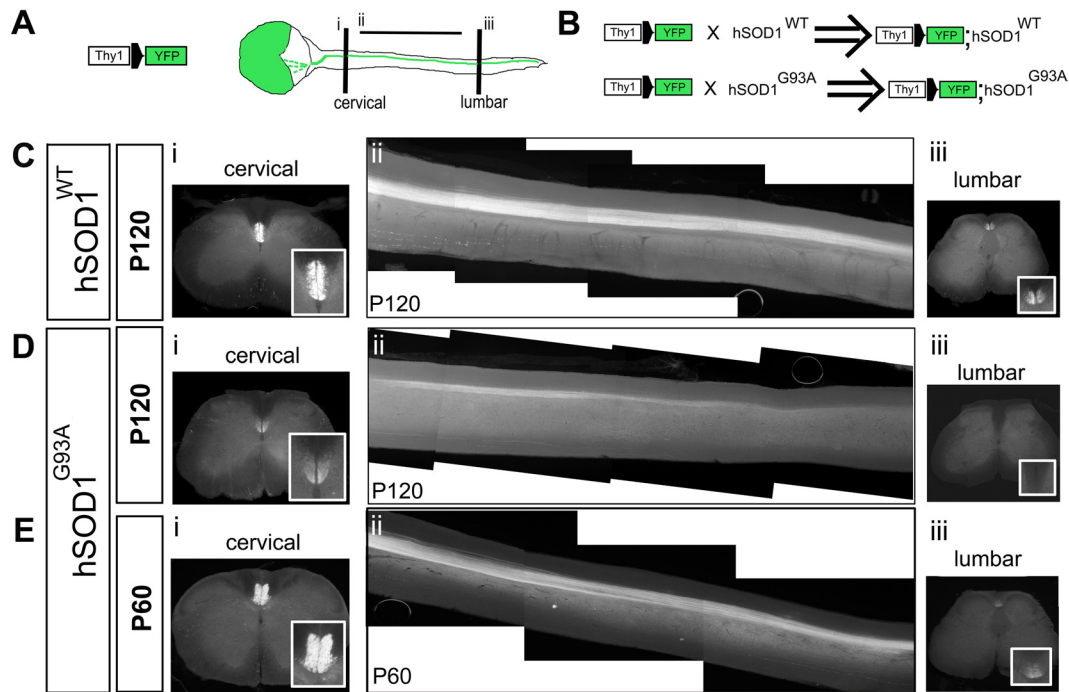 A
Thy1 YFP
i
ii
iii
cervical
lumbar
B
Thy1 YFP X hSOD1WT Thy1 YFP ;hSOD1WT
Thy1 YFP X hSOD1G93A Thy1 YFP ;hSOD1G93A
C
hSOD1WT
P120
i
cervical
ii
P120
iii
lumbar
D
hSOD1G93A
P120
i
cervical
ii
P120
iii
lumbar
E
P60
i
cervical
ii
P60
iii
lumbar